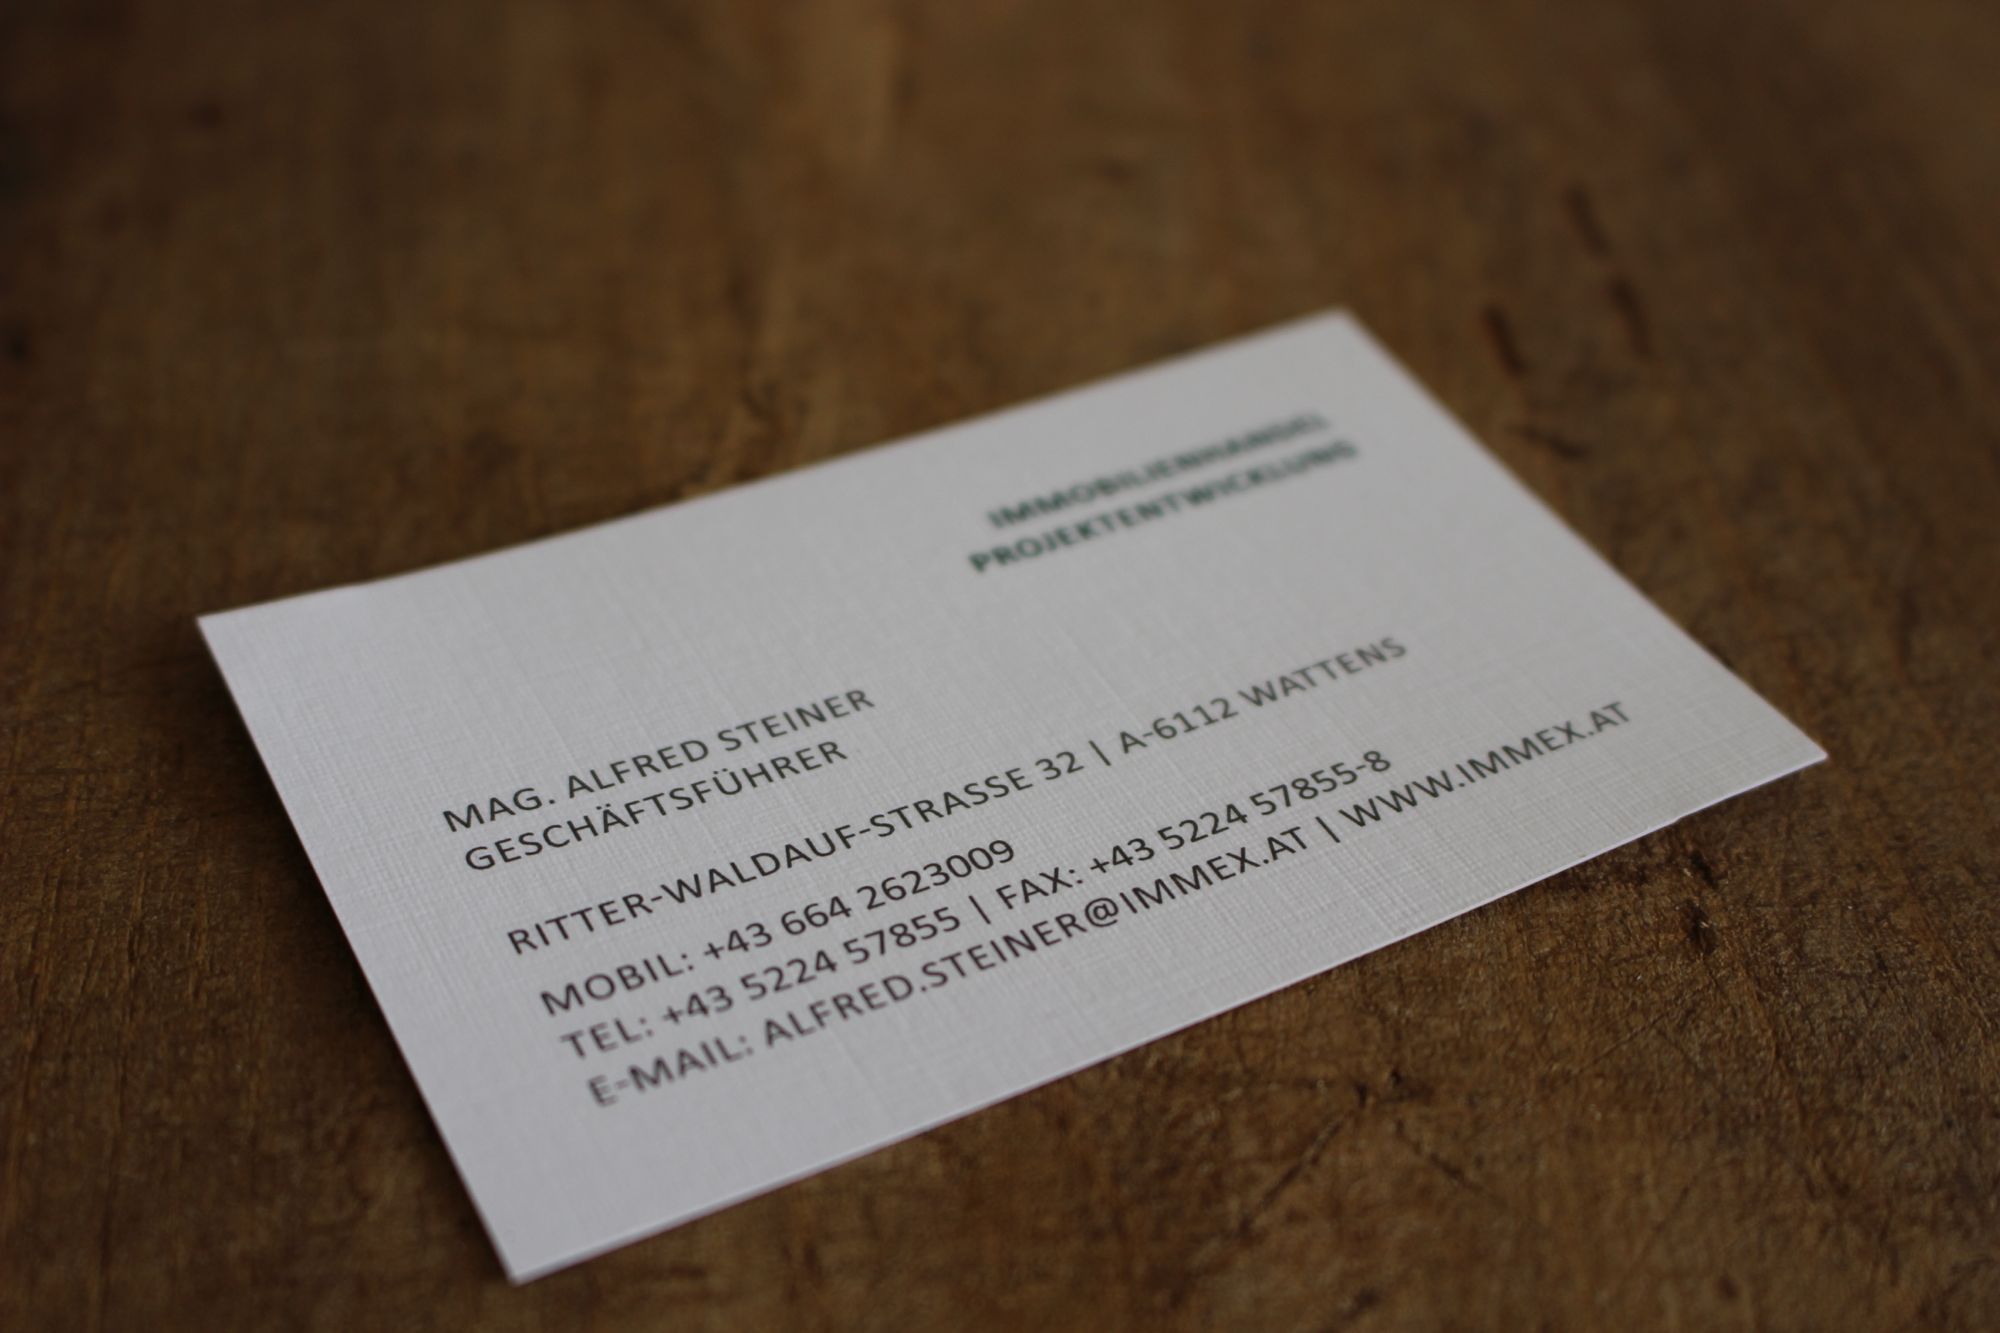 IMMOBILIENHANDEL
PROJEKTENTWICKLUNG
MAG. ALFRED STEINER
GESCHÄFTSFÜHRER
RITTER-WALDAUF-STRASSE 32 | A-6112 WATTENS
MOBIL: +43 664 2623009
TEL: +43 5224 57855 | FAX: +43 5224 57855-8
E-MAIL: ALFRED.STEINER@IMMEX.AT | WWW.IMMEX.AT